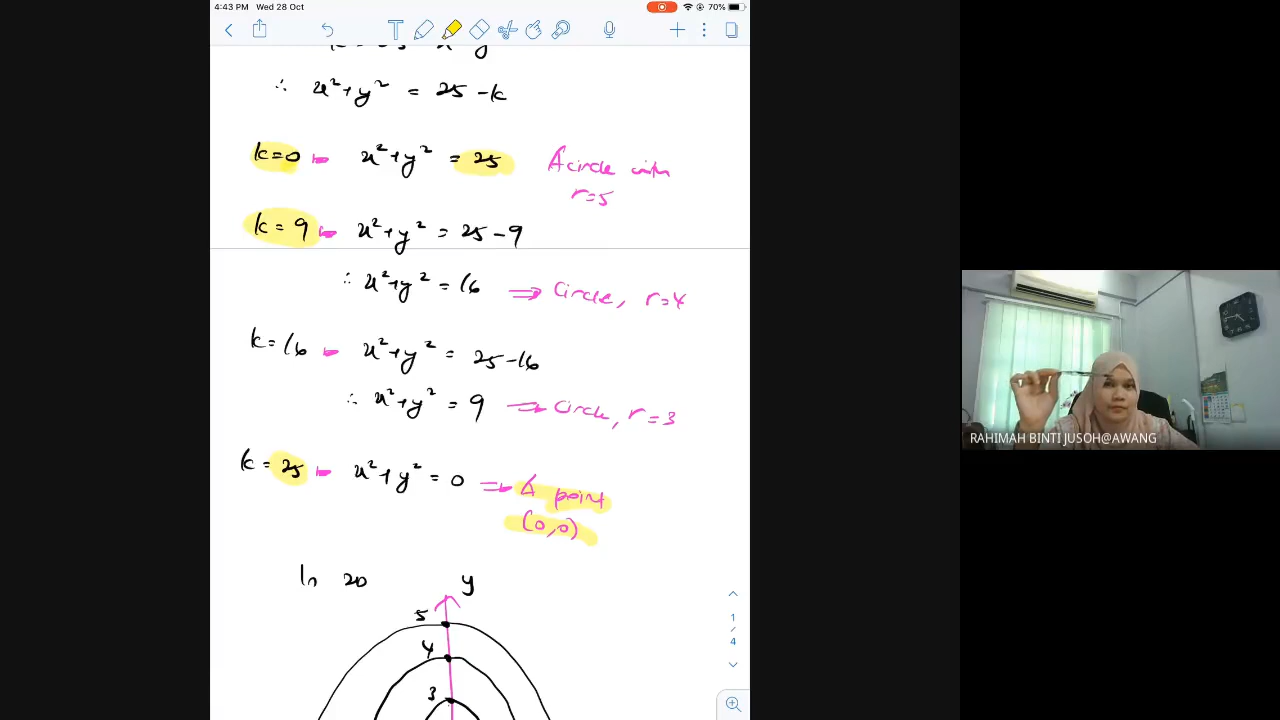 4:43 PM Wed 28 Oct
70%
∴ x² + y² = 25 - k
k = 0 x² + y² = 25 A circle with
r = 5
k = 9 x² + y² = 25 - 9
∴ x² + y² = 16 ⇒ Circle, r = 4
k = 16 x² + y² = 25 - 16
∴ x² + y² = 9 ⇒ Circle, r = 3
k = 25 x² + y² = 0 ⇒ A point
(0,0)
In 2D
y
5
4
3
1
/
4
RAHIMAH BINTI JUSOH@AWANG